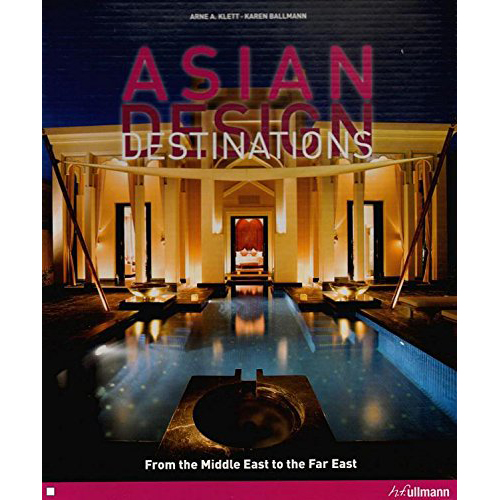 ARNE A. KLETT · KAREN BALLMANN
ASIAN
DESIGN
DESTINATIONS
From the Middle East to the Far East
h.f.ullmann